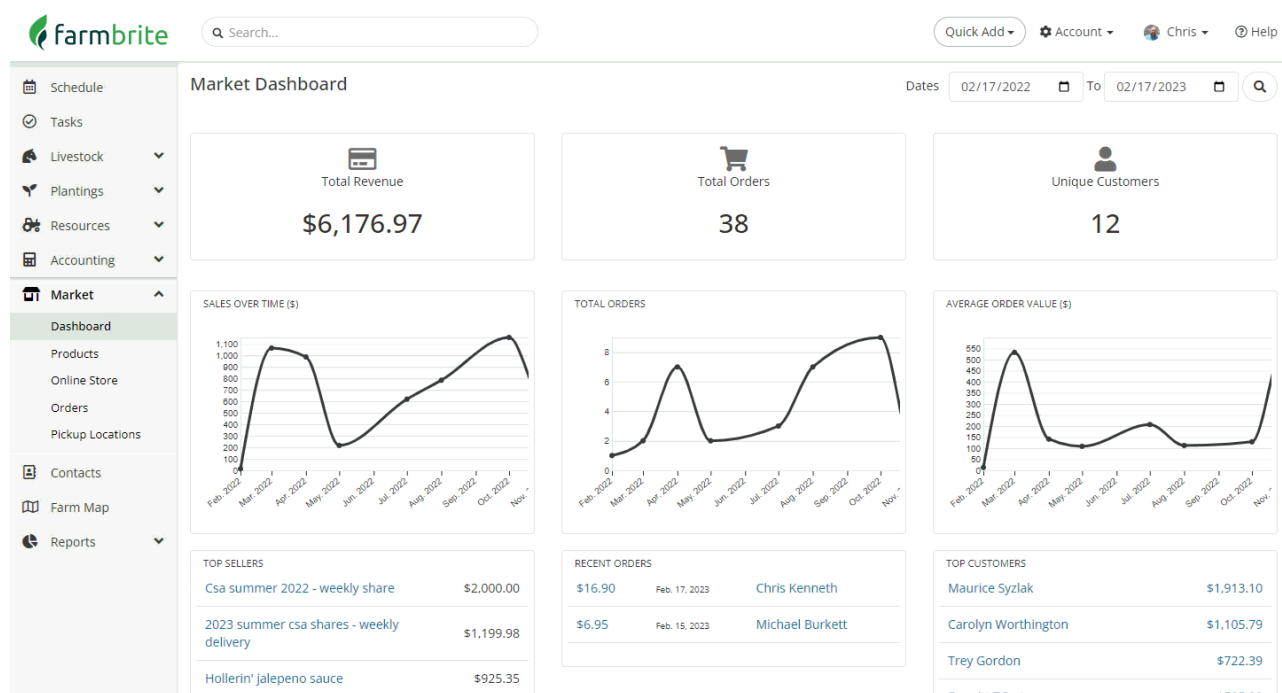 farmbrite
Search...
Quick Add
Account
Chris
Help
Schedule
Tasks
Livestock
Plantings
Resources
Accounting
Market
Dashboard
Products
Online Store
Orders
Pickup Locations
Contacts
Farm Map
Reports
Market Dashboard
Dates 02/17/2022 To 02/17/2023
Total Revenue
$6,176.97
Total Orders
38
Unique Customers
12
SALES OVER TIME ($)
1,100
1,000
900
800
700
600
500
400
300
200
100
0
Feb. 2022 Mar. 2022 Apr. 2022 May. 2022 Jun. 2022 Jul. 2022 Aug. 2022 Sep. 2022 Oct. 2022 Nov.
TOTAL ORDERS
8
6
4
2
0
Feb. 2022 Mar. 2022 Apr. 2022 May. 2022 Jun. 2022 Jul. 2022 Aug. 2022 Sep. 2022 Oct. 2022 Nov.
AVERAGE ORDER VALUE ($)
550
500
450
400
350
300
250
200
150
100
50
0
Feb. 2022 Mar. 2022 Apr. 2022 May. 2022 Jun. 2022 Jul. 2022 Aug. 2022 Sep. 2022 Oct. 2022 Nov.
TOP SELLERS
Csa summer 2022 - weekly share $2,000.00
2023 summer csa shares - weekly
delivery $1,199.98
Hollerin' jalepeno sauce $925.35
RECENT ORDERS
$16.90 Feb. 17, 2023 Chris Kenneth
$6.95 Feb. 15, 2023 Michael Burkett
TOP CUSTOMERS
Maurice Syzlak $1,913.10
Carolyn Worthington $1,105.79
Trey Gordon $722.39